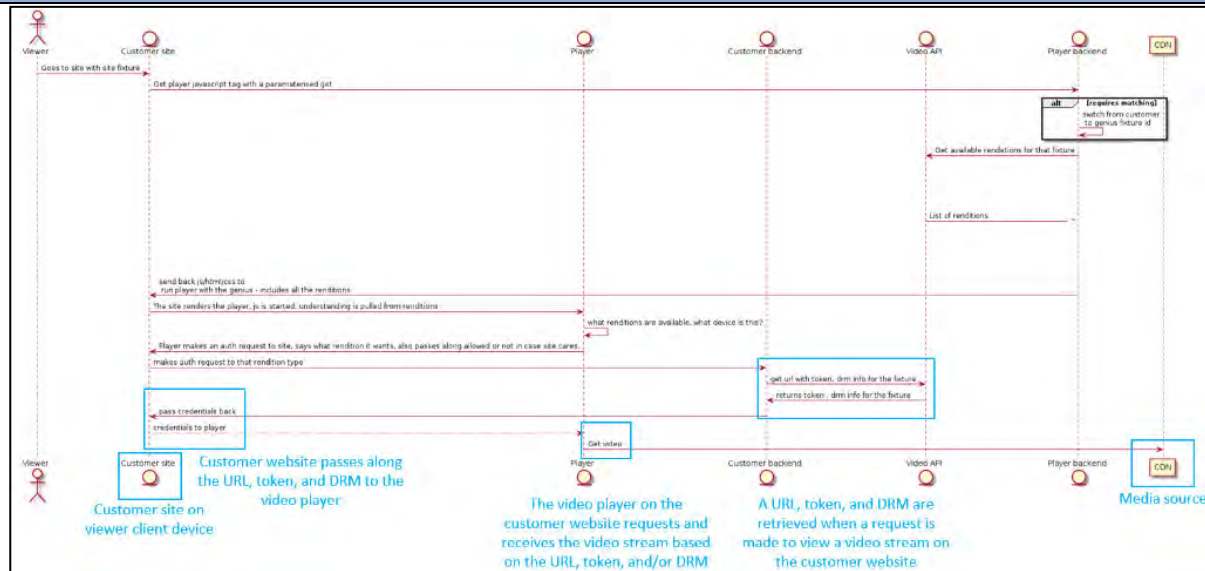 Viewer
Customer site
Player
Customer backend
Video API
Player backend
CDN
Goes to site with site fixture
Get player javascript tag with a paramaterised get
alt [requires matching]
switch from customer
to genius fixture id
Get available renditions for that fixture
List of renditions
send back js/html/css to
run player with the genius - includes all the renditions
The site renders the player, js is started, understanding is pulled from renditions
what renditions are available, what device is this?
Player makes an auth request to site, says what rendition it wants, also passes along allowed or not in case site cares.
makes auth request to that rendition type
get url with token, drm info for the fixture
returns token , drm info for the fixture
pass credentials back
credentials to player
Get video
Viewer
Customer site
Player
Customer backend
Video API
Player backend
CDN
Customer site on
viewer client device
Customer website passes along
the URL, token, and DRM to the
video player
The video player on the
customer website requests and
receives the video stream based
on the URL, token, and/or DRM
A URL, token, and DRM are
retrieved when a request is
made to view a video stream on
the customer website
Media source